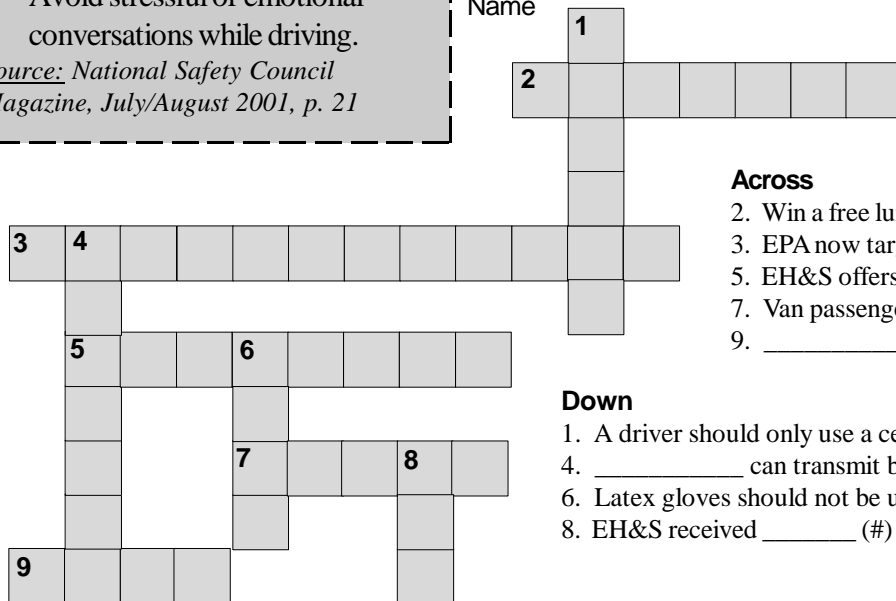 Avoid stressful or emotional
conversations while driving.
ource: National Safety Council
agazine, July/August 2001, p. 21
Name
1
2
3 4
5 6
7 8
9
Across
2. Win a free lu
3. EPA now tar
5. EH&S offers
7. Van passeng
9. ___________
Down
1. A driver should only use a ce
4. ___________ can transmit b
6. Latex gloves should not be u
8. EH&S received _______ (#)